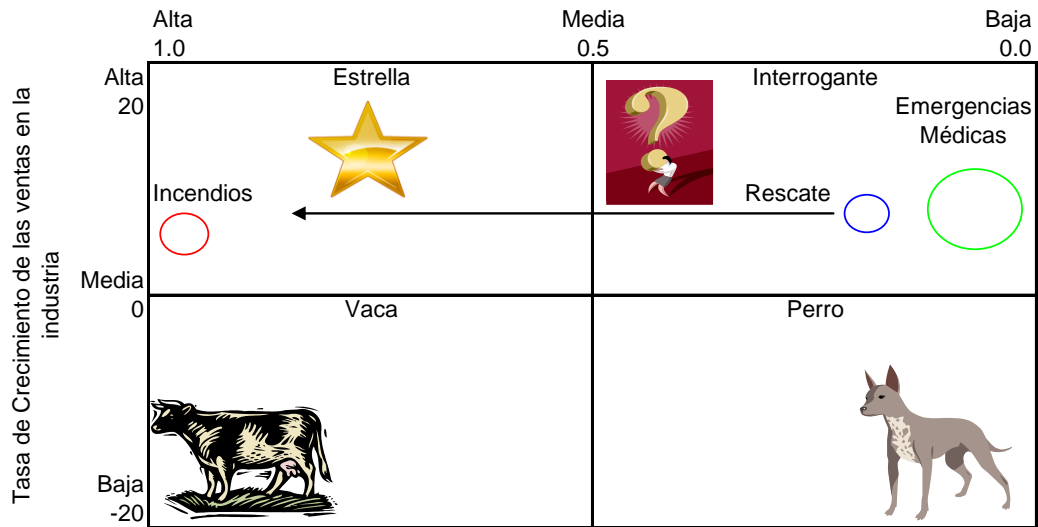 Alta
Media
Baja
1.0
0.5
0.0
Tasa de Crecimiento de las ventas en la
industria
Alta
20
Estrella
Interrogante
Emergencias
Médicas
Incendios
Rescate
Media
0
Vaca
Perro
Baja
-20